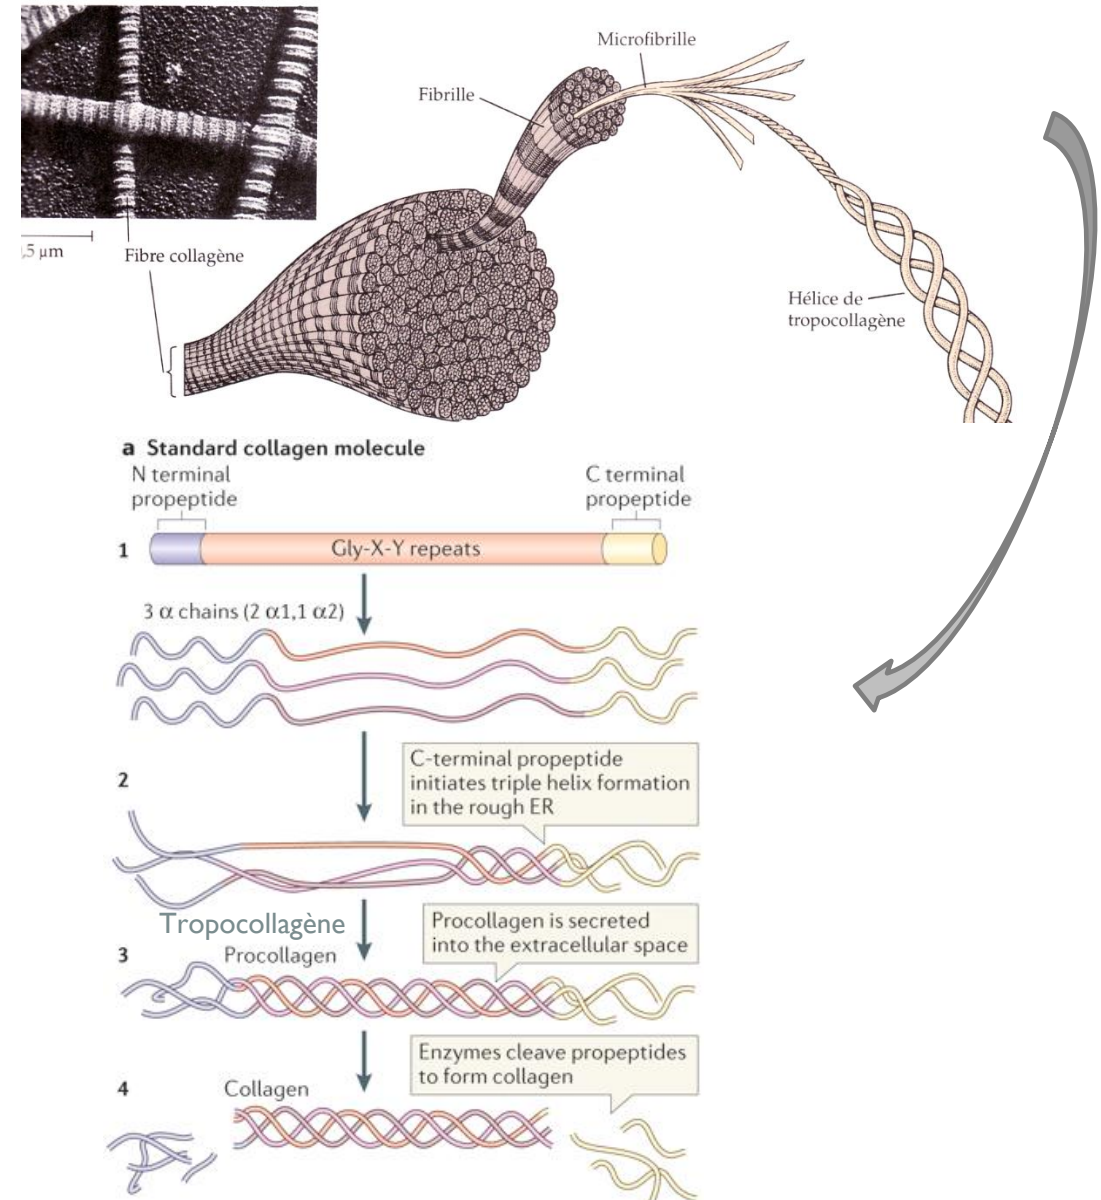 Microfibrille
Fibrille
,5 µm
Fibre collagène
Hélice de
tropocollagène
a Standard collagen molecule
N terminal
propeptide
C terminal
propeptide
1
Gly-X-Y repeats
3 α chains (2 α1,1 α2)
2
C-terminal propeptide
initiates triple helix formation
in the rough ER
Tropocollagène
Procollagen is secreted
into the extracellular space
3
Procollagen
Enzymes cleave propeptides
to form collagen
4
Collagen